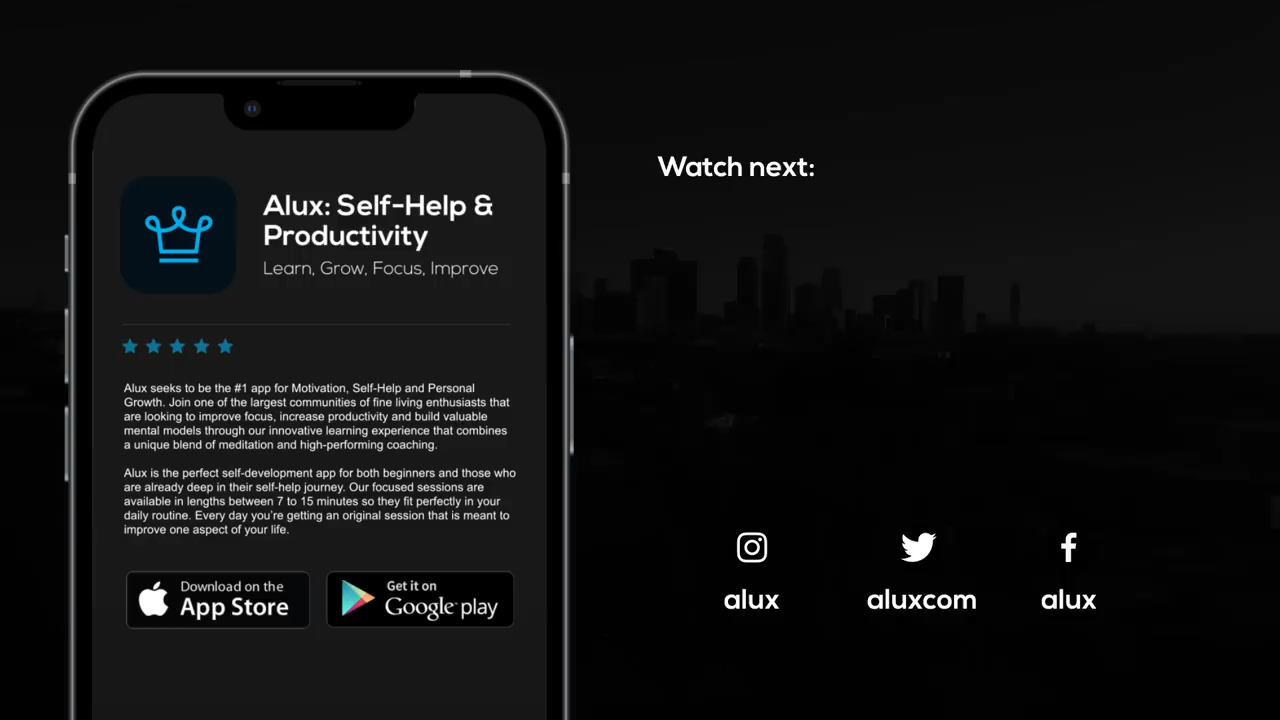 Alux: Self-Help &
Productivity
Learn, Grow, Focus, Improve
Alux seeks to be the #1 app for Motivation, Self-Help and Personal
Growth. Join one of the largest communities of fine living enthusiasts that
are looking to improve focus, increase productivity and build valuable
mental models through our innovative learning experience that combines
a unique blend of meditation and high-performing coaching.
Alux is the perfect self-development app for both beginners and those who
are already deep in their self-help journey. Our focused sessions are
available in lengths between 7 to 15 minutes so they fit perfectly in your
daily routine. Every day you're getting an original session that is meant to
improve one aspect of your life.
Download on the
App Store
Get it on
Google play
Watch next:
alux
aluxcom
alux